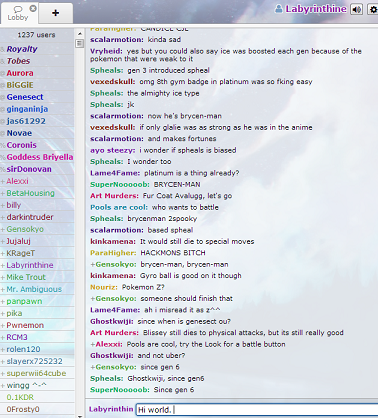 Lobby
+
Labyrinthine
1237 users
Royalty
Tobes
Aurora
BiGGiE
Genesect
ginganinja
jas61292
Novae
%Coronis
%Goddess Briyella
%sirDonovan
+Alexxi
+BetaHousing
+billy
+darkintruder
+Gensokyo
+Jujaluj
+KRageT
+Labyrinthine
+Mike Trout
+Mr. Ambiguous
+panpawn
+pika
+Pwnemon
+RCM3
+rolen120
+slayerx725232
+superwii64cube
+wingg ^-^
0.1KDR
0Frosty0
ParaHigher: CANDICE CJL
scalarmotion: kinda sad
Vryheid: yes but you could also say ice was boosted each gen because of the
pokemon that were weak to it
Spheals: gen 3 introduced spheal
vexedskull: omg the 8th gym badge in platinum was so fking easy
Spheals: the almighty ice type
Spheals: jk
scalarmotion: now he's brycen-man
vexedskull: if only glalie was as strong as he was in the anime
scalarmotion: and makes fortunes
ayo steezy: i wonder if spheals is biased
Spheals: I wonder too
Lame4Fame: platinum is a thing already?
SuperNooooob: BRYCEN-MAN
Art Murders: Fur Coat Avalugg, let's go
Pools are cool: who wants to battle
Spheals: brycenman 2spooky
scalarmotion: based spheal
kinkamena: It would still die to special moves
ParaHigher: HACKMONS BITCH
+Gensokyo: brycen-man, brycen-man
kinkamena: Gyro ball is good on it though
Nouriz: Pokemon Z?
+Gensokyo: someone should finish that
Lame4Fame: ah i misread it as z^^
Ghostkwiji: since when is genesect ou?
Art Murders: Blissey still dies to physical attacks, but its still really good
+Alexxi: Pools are cool, try the Look for a battle button
Ghostkwiji: and not uber?
+Gensokyo: since gen 6
Spheals: Ghostkwiji, since gen6
SuperNooooob: Since gen 6
Labyrinthin
Hi world.